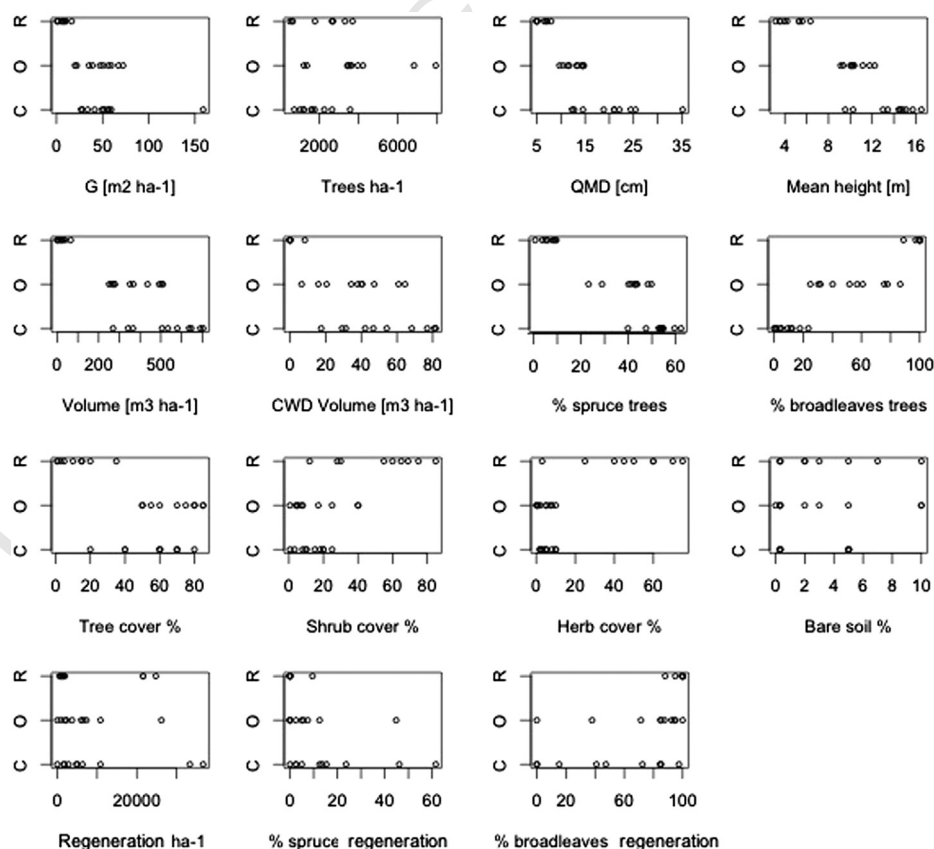 R O C
0 50 100 150
G [m2 ha-1]
R O C
2000 6000
Trees ha-1
R O C
5 15 25 35
QMD [cm]
R O C
4 8 12 16
Mean height [m]
R O C
0 200 500
Volume [m3 ha-1]
R O C
0 20 40 60 80
CWD Volume [m3 ha-1]
R O C
0 20 40 60
% spruce trees
R O C
0 20 60 100
% broadleaves trees
R O C
0 20 40 60 80
Tree cover %
R O C
0 20 40 60 80
Shrub cover %
R O C
0 20 40 60
Herb cover %
R O C
0 2 4 6 8 10
Bare soil %
R O C
0 20000
Regeneration ha-1
R O C
0 20 40 60
% spruce regeneration
R O C
0 20 60 100
% broadleaves regeneration